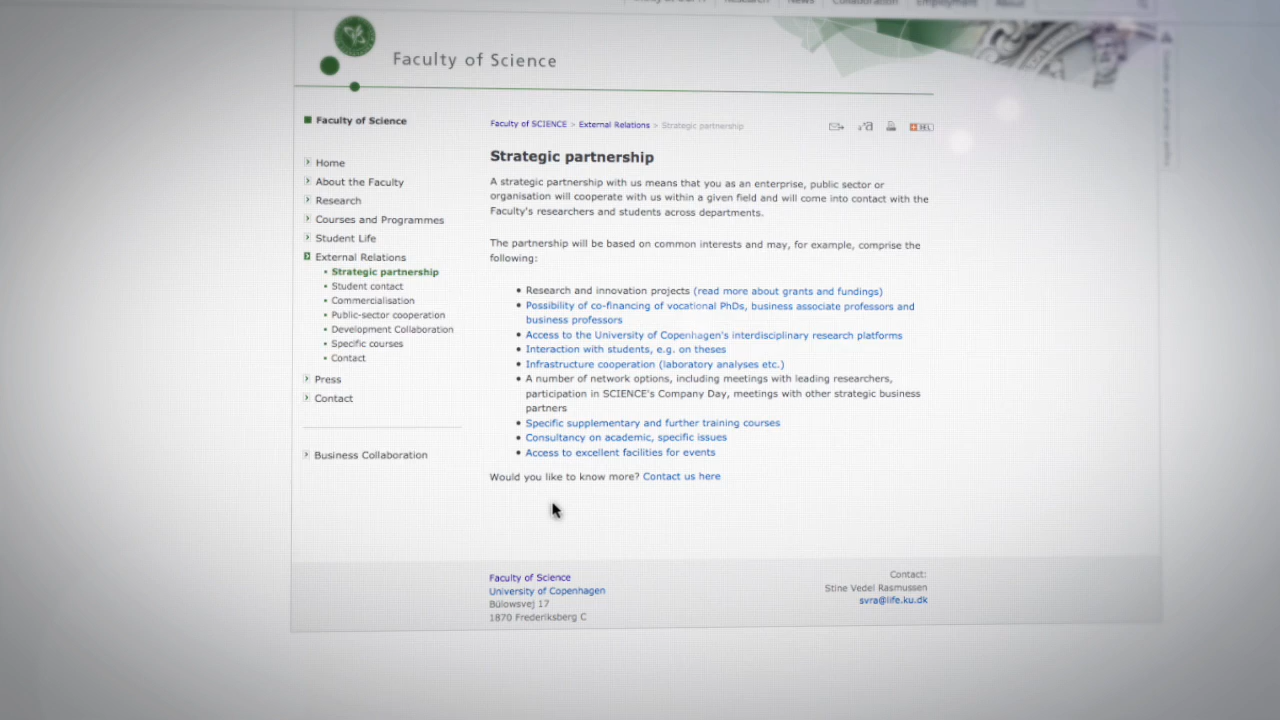 Faculty of Science
Faculty of Science
Home
About the Faculty
Research
Courses and Programmes
Student Life
External Relations
Strategic partnership
Student contact
Commercialisation
Public-sector cooperation
Development Collaboration
Specific courses
Contact
Press
Contact
Business Collaboration
Faculty of SCIENCE > External Relations > Strategic partnership
Strategic partnership
A strategic partnership with us means that you as an enterprise, public sector or
organisation will cooperate with us within a given field and will come into contact with the
Faculty's researchers and students across departments.
The partnership will be based on common interests and may, for example, comprise the
following:
• Research and innovation projects (read more about grants and fundings)
• Possibility of co-financing of vocational PhDs, business associate professors and
business professors
• Access to the University of Copenhagen's interdisciplinary research platforms
• Interaction with students, e.g. on theses
• Infrastructure cooperation (laboratory analyses etc.)
• A number of network options, including meetings with leading researchers,
participation in SCIENCE's Company Day, meetings with other strategic business
partners
• Specific supplementary and further training courses
• Consultancy on academic, specific issues
• Access to excellent facilities for events
Would you like to know more? Contact us here
Faculty of Science
University of Copenhagen
Bülowsvej 17
1870 Frederiksberg C
Contact:
Stine Vedel Rasmussen
svra@life.ku.dk